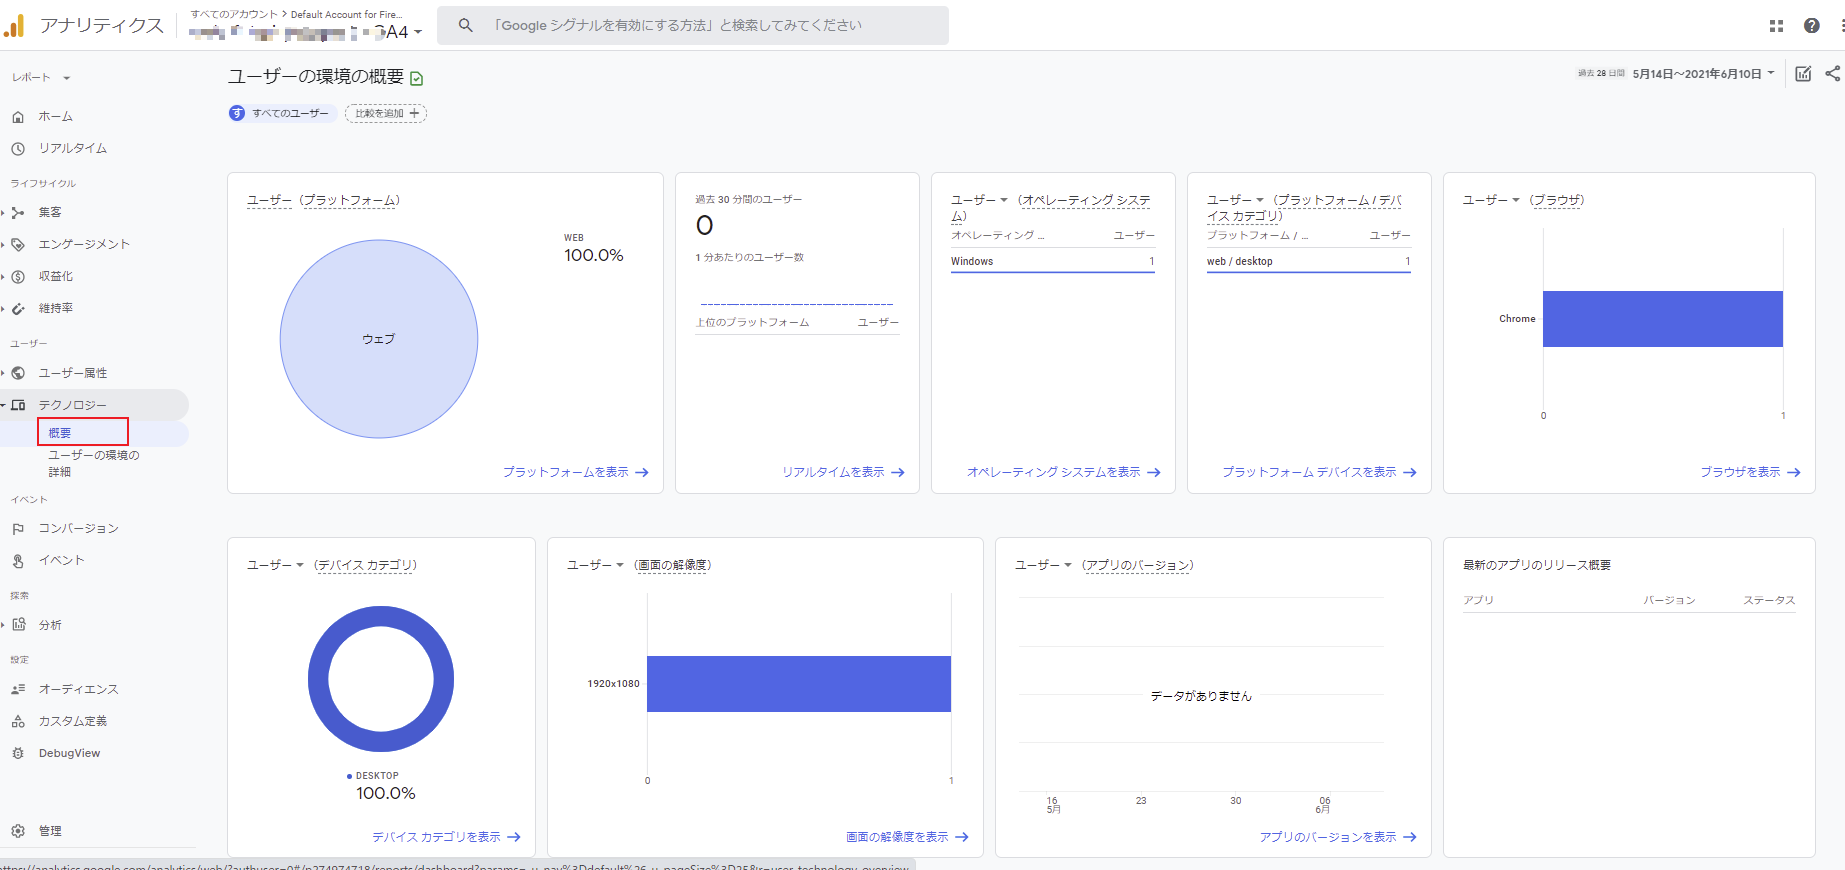 アナリティクス
すべてのアカウント > Default Account for Fire...
GA4
「Google シグナルを有効にする方法」と検索してみてください
レポート
ホーム
リアルタイム
ライフサイクル
集客
エンゲージメント
収益化
維持率
ユーザー
ユーザー属性
テクノロジー
概要
ユーザーの環境の
詳細
イベント
コンバージョン
イベント
探索
分析
設定
オーディエンス
カスタム定義
DebugView
管理
ユーザーの環境の概要
過去 28 日間 5月14日～2021年6月10日
す すべてのユーザー
比較を追加 +
ユーザー（プラットフォーム）
ウェブ
WEB
100.0%
プラットフォームを表示 →
過去 30 分間のユーザー
0
1 分あたりのユーザー数
上位のプラットフォーム ユーザー
リアルタイムを表示 →
ユーザー （オペレーティング システ
ム）
オペレーティング ... ユーザー
Windows 1
オペレーティング システムを表示 →
ユーザー （プラットフォーム / デバ
イス カテゴリ）
プラットフォーム / ... ユーザー
web / desktop 1
プラットフォーム デバイスを表示 →
ユーザー （ブラウザ）
Chrome
0 1
ブラウザを表示 →
ユーザー （デバイス カテゴリ）
DESKTOP
100.0%
デバイス カテゴリを表示 →
ユーザー （画面の解像度）
1920x1080
0 1
画面の解像度を表示 →
ユーザー （アプリのバージョン）
データがありません
16 23 30 06
5月 6月
アプリのバージョンを表示 →
最新のアプリのリリース概要
アプリ バージョン ステータス